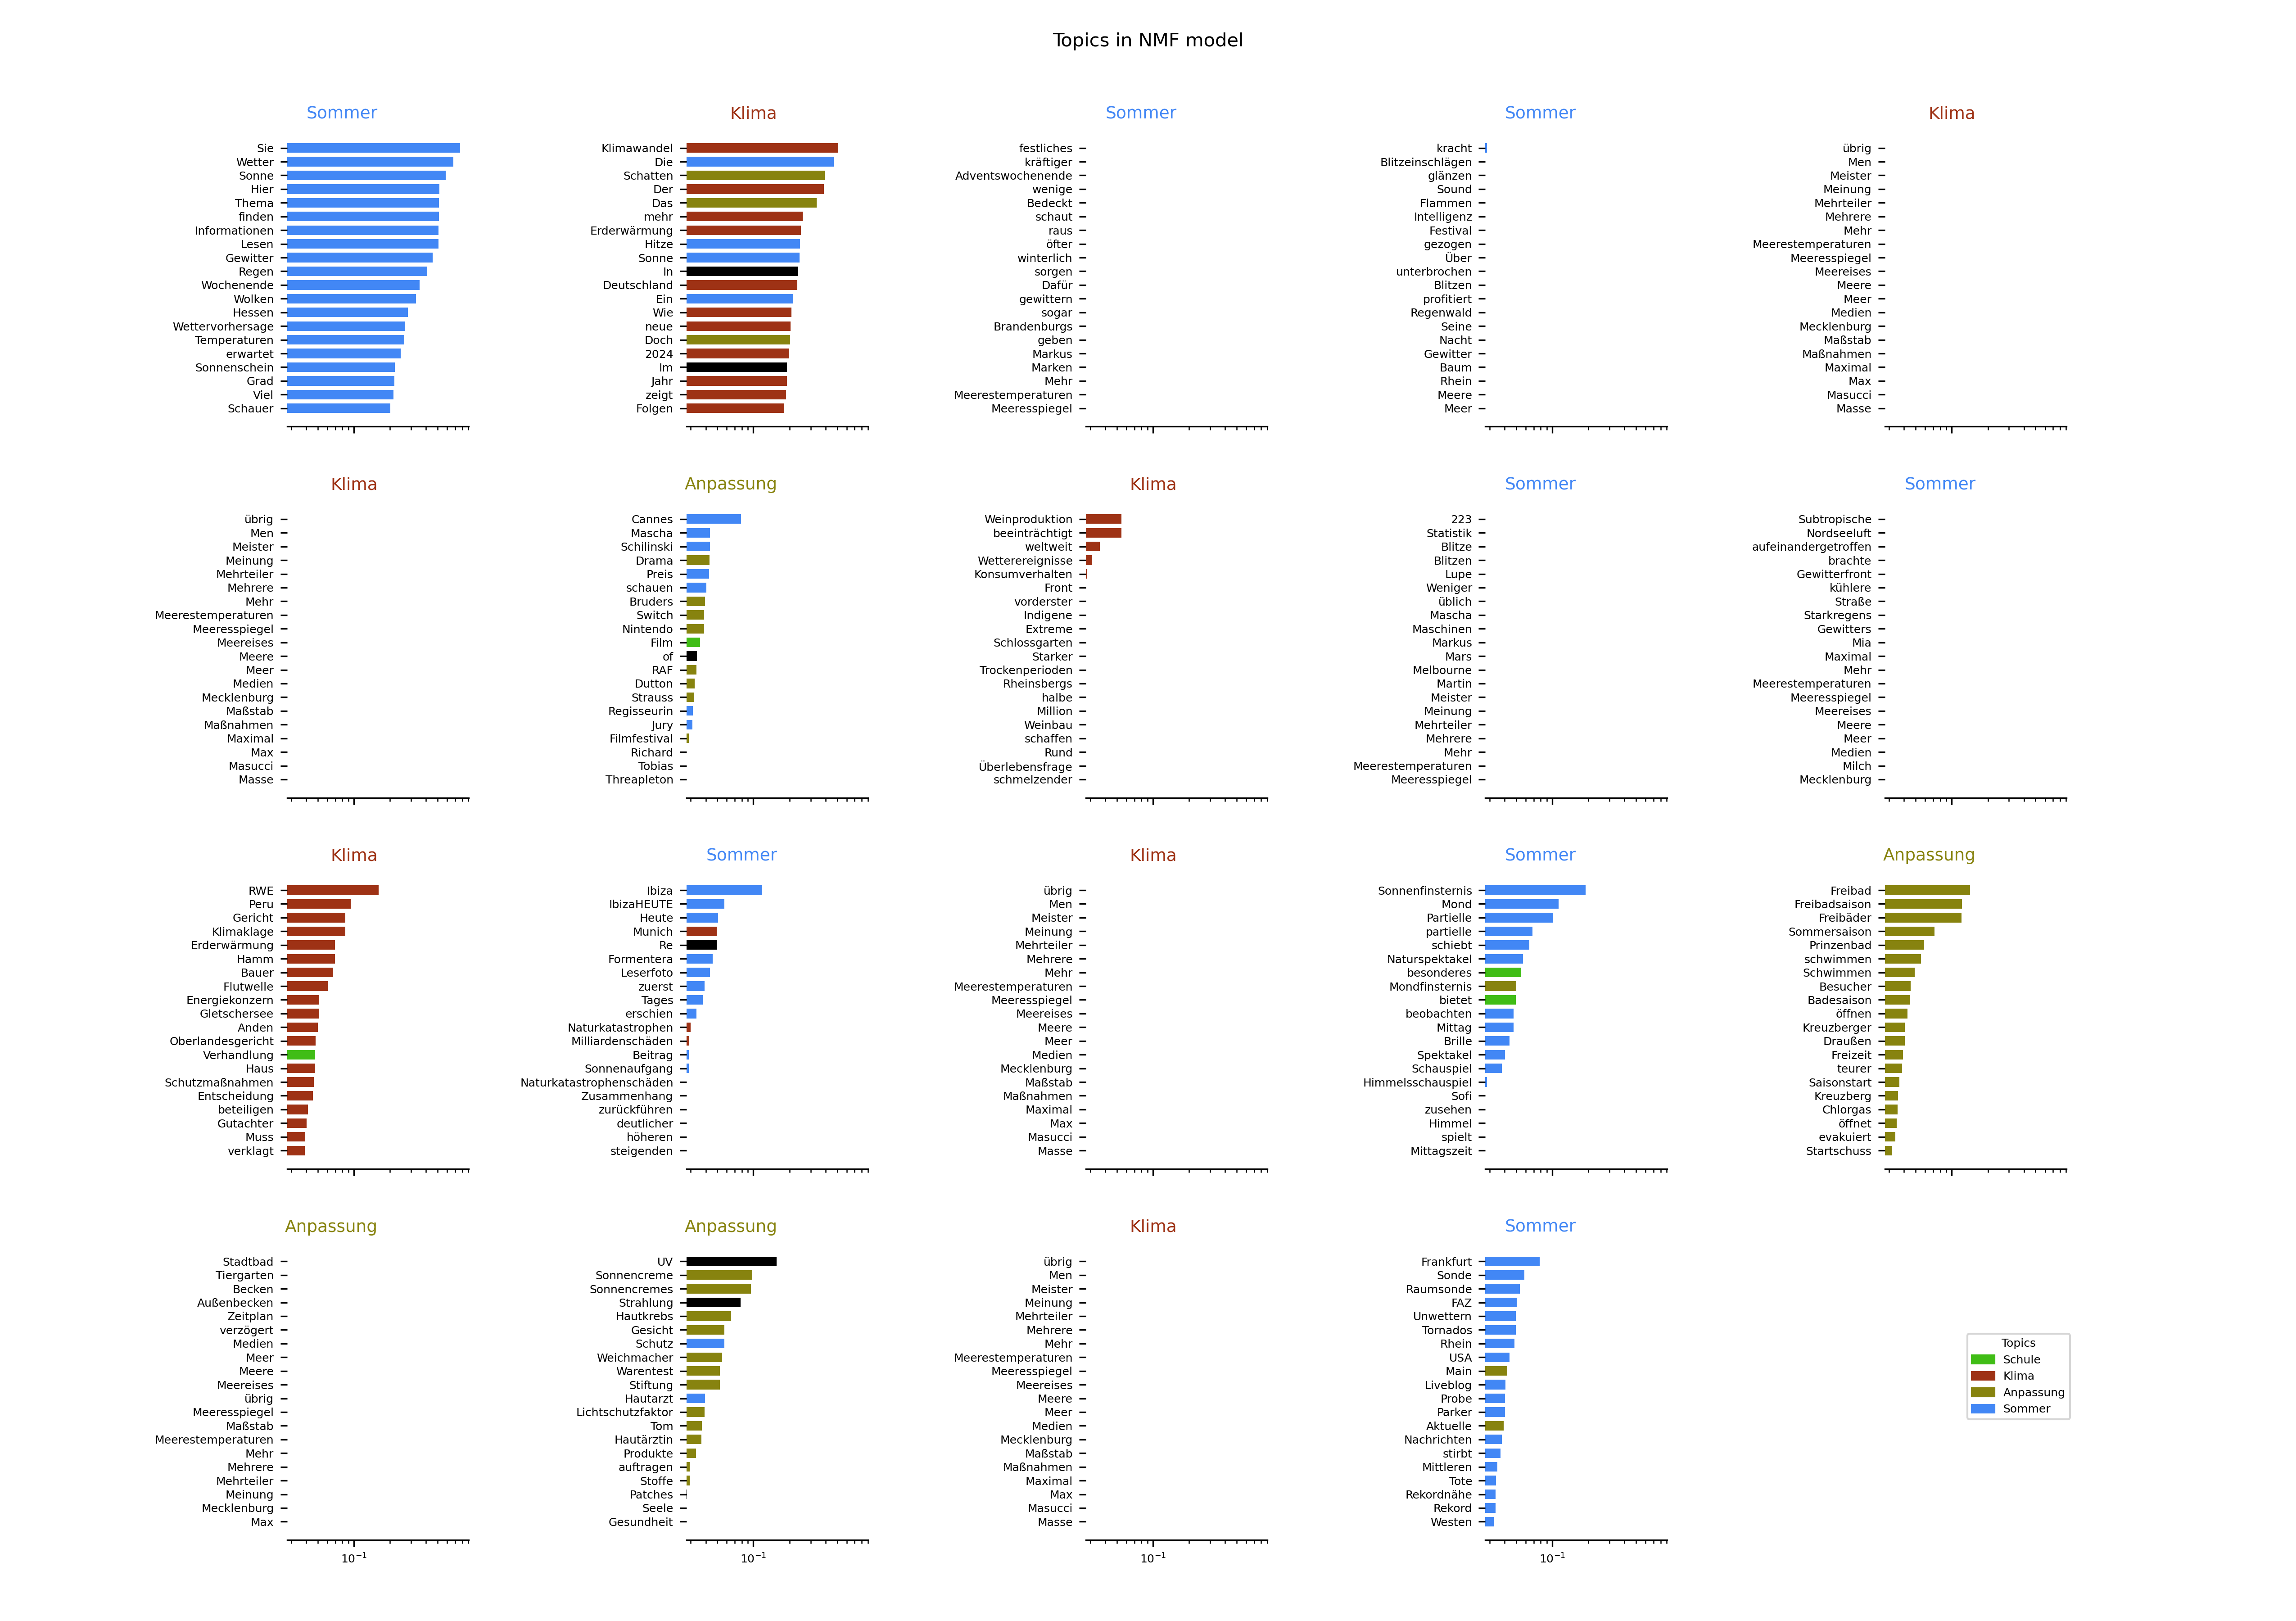 Topics in NMF model
Sommer
Sie
Wetter
Sonne
Hier
Thema
finden
Informationen
Lesen
Gewitter
Regen
Wochenende
Wolken
Hessen
Wettervorhersage
Temperaturen
erwartet
Sonnenschein
Grad
Viel
Schauer
Klima
Klimawandel
Die
Schatten
Der
Das
mehr
Erderwärmung
Hitze
Sonne
In
Deutschland
Ein
Wie
neue
Doch
2024
Im
Jahr
zeigt
Folgen
Sommer
festliches
kräftiger
Adventswochenende
wenige
Bedeckt
schaut
raus
öfter
winterlich
sorgen
Dafür
gewittern
sogar
Brandenburgs
geben
Markus
Marken
Mehr
Meerestemperaturen
Meeresspiegel
Sommer
kracht
Blitzeinschlägen
glänzen
Sound
Flammen
Intelligenz
Festival
gezogen
Über
unterbrochen
Blitzen
profitiert
Regenwald
Seine
Nacht
Gewitter
Baum
Rhein
Meere
Meer
Klima
übrig
Men
Meister
Meinung
Mehrteiler
Mehrere
Mehr
Meerestemperaturen
Meeresspiegel
Meereises
Meere
Meer
Medien
Mecklenburg
Maßstab
Maßnahmen
Maximal
Max
Masucci
Masse
Klima
übrig
Men
Meister
Meinung
Mehrteiler
Mehrere
Mehr
Meerestemperaturen
Meeresspiegel
Meereises
Meere
Meer
Medien
Mecklenburg
Maßstab
Maßnahmen
Maximal
Max
Masucci
Masse
Anpassung
Cannes
Mascha
Schilinski
Drama
Preis
schauen
Bruders
Switch
Nintendo
Film
of
RAF
Dutton
Strauss
Regisseurin
Jury
Filmfestival
Richard
Tobias
Threapleton
Klima
Weinproduktion
beeinträchtigt
weltweit
Wetterereignisse
Konsumverhalten
Front
vorderster
Indigene
Extreme
Schlossgarten
Starker
Trockenperioden
Rheinsbergs
halbe
Million
Weinbau
schaffen
Rund
Überlebensfrage
schmelzender
Sommer
223
Statistik
Blitze
Blitzen
Lupe
Weniger
üblich
Mascha
Maschinen
Markus
Mars
Melbourne
Martin
Meister
Meinung
Mehrteiler
Mehrere
Mehr
Meerestemperaturen
Meeresspiegel
Sommer
Subtropische
Nordseeluft
aufeinandergetroffen
brachte
Gewitterfront
kühlere
Straße
Starkregens
Gewitters
Mia
Maximal
Mehr
Meerestemperaturen
Meeresspiegel
Meereises
Meere
Meer
Medien
Milch
Mecklenburg
Klima
RWE
Peru
Gericht
Klimaklage
Erderwärmung
Hamm
Bauer
Flutwelle
Energiekonzern
Gletschersee
Anden
Oberlandesgericht
Verhandlung
Haus
Schutzmaßnahmen
Entscheidung
beteiligen
Gutachter
Muss
verklagt
Sommer
Ibiza
IbizaHEUTE
Heute
Munich
Re
Formentera
Leserfoto
zuerst
Tages
erschien
Naturkatastrophen
Milliardenschäden
Beitrag
Sonnenaufgang
Naturkatastrophenschäden
Zusammenhang
zurückführen
deutlicher
höheren
steigenden
Klima
übrig
Men
Meister
Meinung
Mehrteiler
Mehrere
Mehr
Meerestemperaturen
Meeresspiegel
Meereises
Meere
Meer
Medien
Mecklenburg
Maßstab
Maßnahmen
Maximal
Max
Masucci
Masse
Sommer
Sonnenfinsternis
Mond
Partielle
partielle
schiebt
Naturspektakel
besonderes
Mondfinsternis
bietet
beobachten
Mittag
Brille
Spektakel
Schauspiel
Himmelsschauspiel
Sofi
zusehen
Himmel
spielt
Mittagszeit
Anpassung
Freibad
Freibadsaison
Freibäder
Sommersaison
Prinzenbad
schwimmen
Schwimmen
Besucher
Badesaison
öffnen
Kreuzberger
Draußen
Freizeit
teurer
Saisonstart
Kreuzberg
Chlorgas
öffnet
evakuiert
Startschuss
Anpassung
Stadtbad
Tiergarten
Becken
Außenbecken
Zeitplan
verzögert
Medien
Meer
Meere
Meereises
übrig
Meeresspiegel
Maßstab
Meerestemperaturen
Mehr
Mehrere
Mehrteiler
Meinung
Mecklenburg
Max
10⁻¹
Anpassung
UV
Sonnencreme
Sonnencremes
Strahlung
Hautkrebs
Gesicht
Schutz
Weichmacher
Warentest
Stiftung
Hautarzt
Lichtschutzfaktor
Tom
Hautärztin
Produkte
auftragen
Stoffe
Patches
Seele
Gesundheit
10⁻¹
Klima
übrig
Men
Meister
Meinung
Mehrteiler
Mehrere
Mehr
Meerestemperaturen
Meeresspiegel
Meereises
Meere
Meer
Medien
Mecklenburg
Maßstab
Maßnahmen
Maximal
Max
Masucci
Masse
10⁻¹
Sommer
Frankfurt
Sonde
Raumsonde
FAZ
Unwettern
Tornados
Rhein
USA
Main
Liveblog
Probe
Parker
Aktuelle
Nachrichten
stirbt
Mittleren
Tote
Rekordnähe
Rekord
Westen
10⁻¹
Topics
Schule
Klima
Anpassung
Sommer